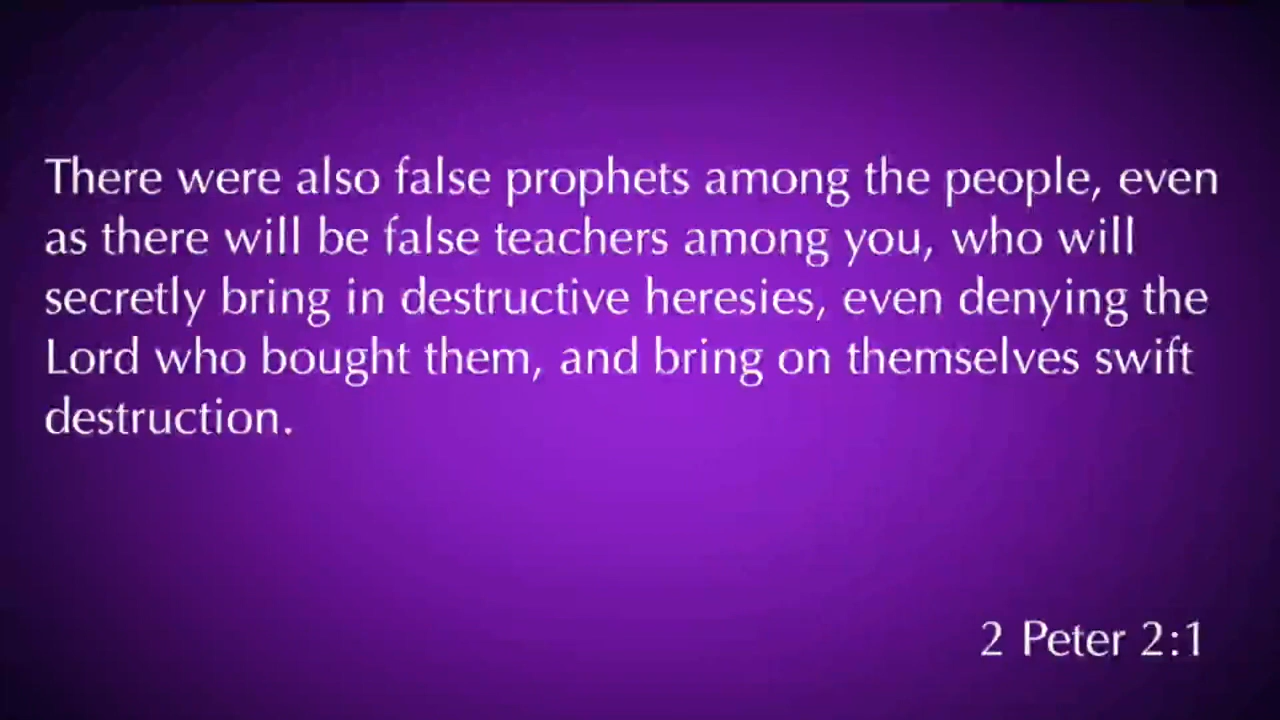 There were also false prophets among the people, even
as there will be false teachers among you, who will
secretly bring in destructive heresies, even denying the
Lord who bought them, and bring on themselves swift
destruction.
2 Peter 2:1